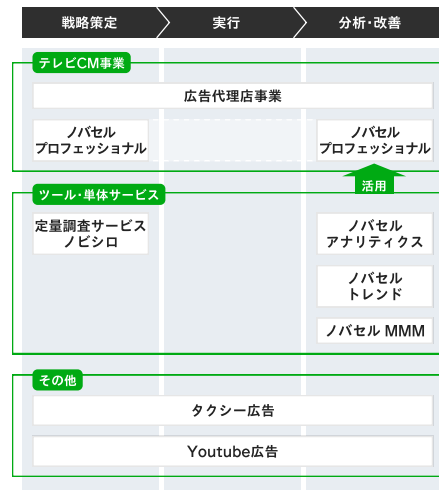 戦略策定
実行
分析・改善
テレビCM事業
広告代理店事業
ノバセル
プロフェッショナル
ノバセル
プロフェッショナル
活用
ツール・単体サービス
定量調査サービス
ノビシロ
ノバセル
アナリティクス
ノバセル
トレンド
ノバセル MMM
その他
タクシー広告
Youtube広告